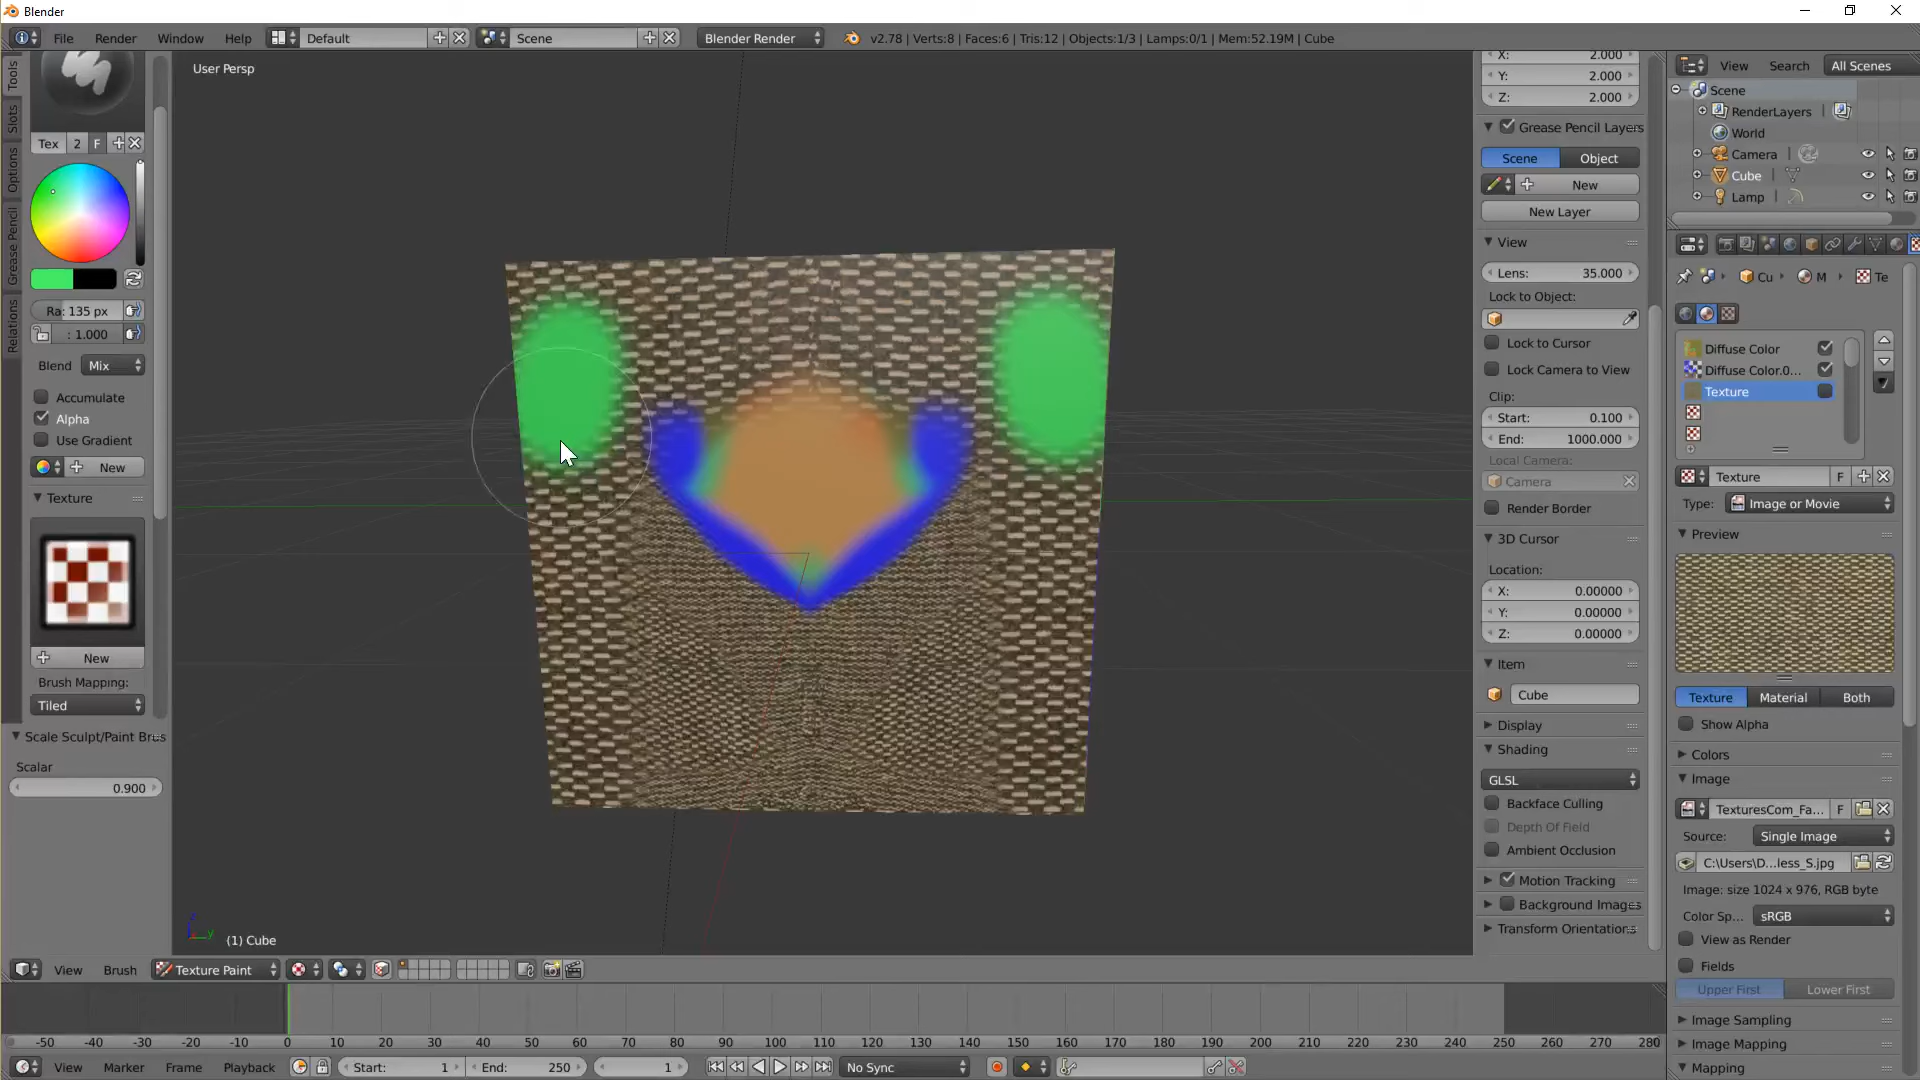 Blender
File Render Window Help Default Scene Blender Render v2.78 | Verts:8 | Faces:6 | Tris:12 | Objects:1/3 | Lamps:0/1 | Mem:52.19M | Cube
Tools
Slots
Options
Grease Pencil
Relations
Tex 2 F
Ra: 135 px
: 1.000
Blend Mix
Accumulate
Alpha
Use Gradient
New
Texture
New
Brush Mapping:
Tiled
Scale Sculpt/Paint Brus
Scalar
0.900
User Persp
(1) Cube
X: 2.000
Y: 2.000
Z: 2.000
Grease Pencil Layers
Scene Object
New
New Layer
View
Lens: 35.000
Lock to Object:
Lock to Cursor
Lock Camera to View
Clip:
Start: 0.100
End: 1000.000
Local Camera:
Camera
Render Border
3D Cursor
Location:
X: 0.00000
Y: 0.00000
Z: 0.00000
Item
Cube
Display
Shading
GLSL
Backface Culling
Depth Of Field
Ambient Occlusion
Motion Tracking
Background Images
Transform Orientations
View Search All Scenes
Scene
RenderLayers
World
Camera
Cube
Lamp
Cu M Te
Diffuse Color
Diffuse Color.0...
Texture
Texture F
Type: Image or Movie
Preview
Texture Material Both
Show Alpha
Colors
Image
TexturesCom_Fa... F
Source: Single Image
C:\Users\D...less_S.jpg
Image: size 1024 x 976, RGB byte
Color Sp... sRGB
View as Render
Fields
Upper First Lower First
Image Sampling
Image Mapping
Mapping
View Brush Texture Paint
-50 -40 -30 -20 -10 0 10 20 30 40 50 60 70 80 90 100 110 120 130 140 150 160 170 180 190 200 210 220 230 240 250 260 270 280
View Marker Frame Playback Start: 1 End: 250 1 No Sync